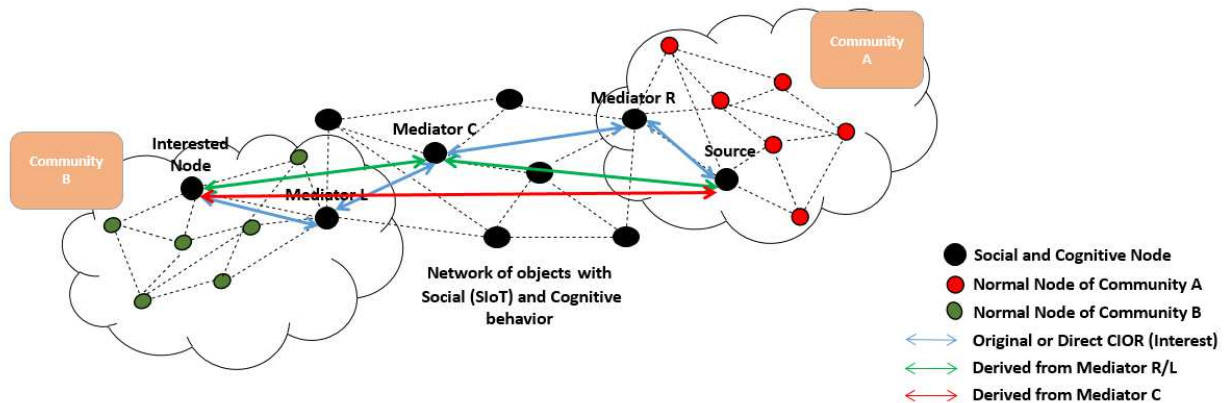 Community
A
Mediator R
Mediator C
Source
Interested
Node
Community
B
Mediator L
Network of objects with
Social (SIoT) and Cognitive
behavior
Social and Cognitive Node
Normal Node of Community A
Normal Node of Community B
Original or Direct CIOR (Interest)
Derived from Mediator R/L
Derived from Mediator C